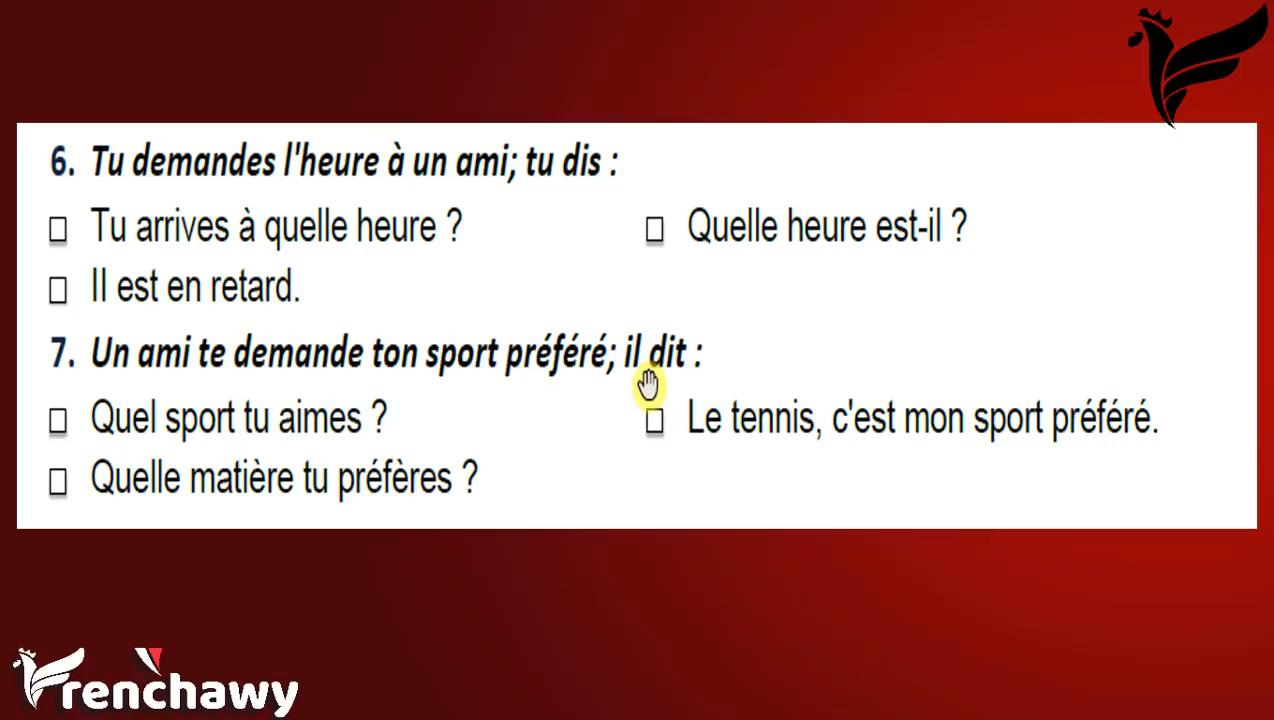 6. Tu demandes l'heure à un ami; tu dis :
□ Tu arrives à quelle heure ? □ Quelle heure est-il ?
□ Il est en retard.
7. Un ami te demande ton sport préféré; il dit :
□ Quel sport tu aimes ? □ Le tennis, c'est mon sport préféré.
□ Quelle matière tu préfères ?
Frenchawy